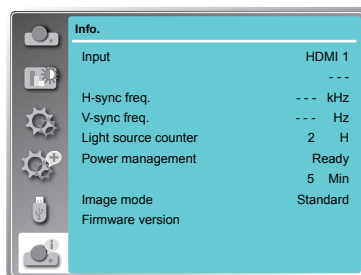 Info.
Input HDMI 1
- - -
H-sync freq. - - - kHz
V-sync freq. - - - Hz
Light source counter 2 H
Power management Ready
5 Min
Image mode Standard
Firmware version